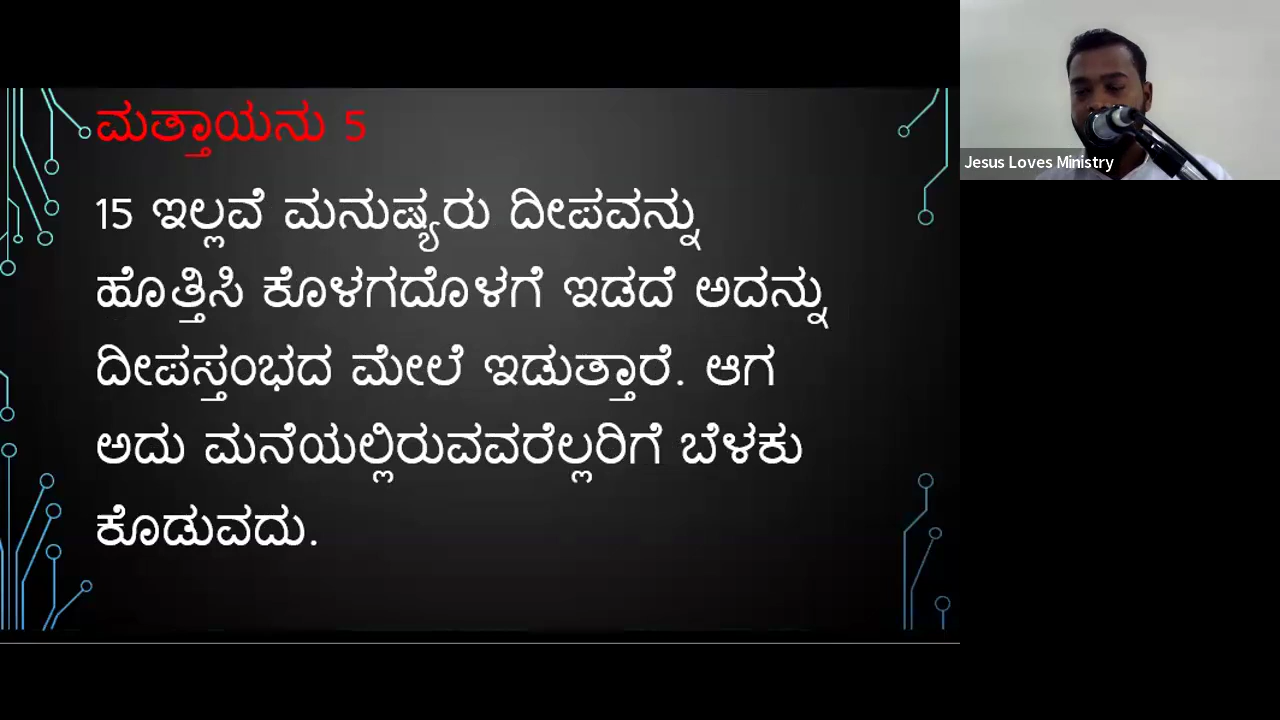 ಮತ್ತಾಯನು 5
15 ಇಲ್ಲವೆ ಮನುಷ್ಯರು ದೀಪವನ್ನು
ಹೊತ್ತಿಸಿ ಕೊಳಗದೊಳಗೆ ಇಡದೆ ಅದನ್ನು
ದೀಪಸ್ತಂಭದ ಮೇಲೆ ಇಡುತ್ತಾರೆ. ಆಗ
ಅದು ಮನೆಯಲ್ಲಿರುವವರೆಲ್ಲರಿಗೆ ಬೆಳಕು
ಕೊಡುವದು.
Jesus Loves Ministry